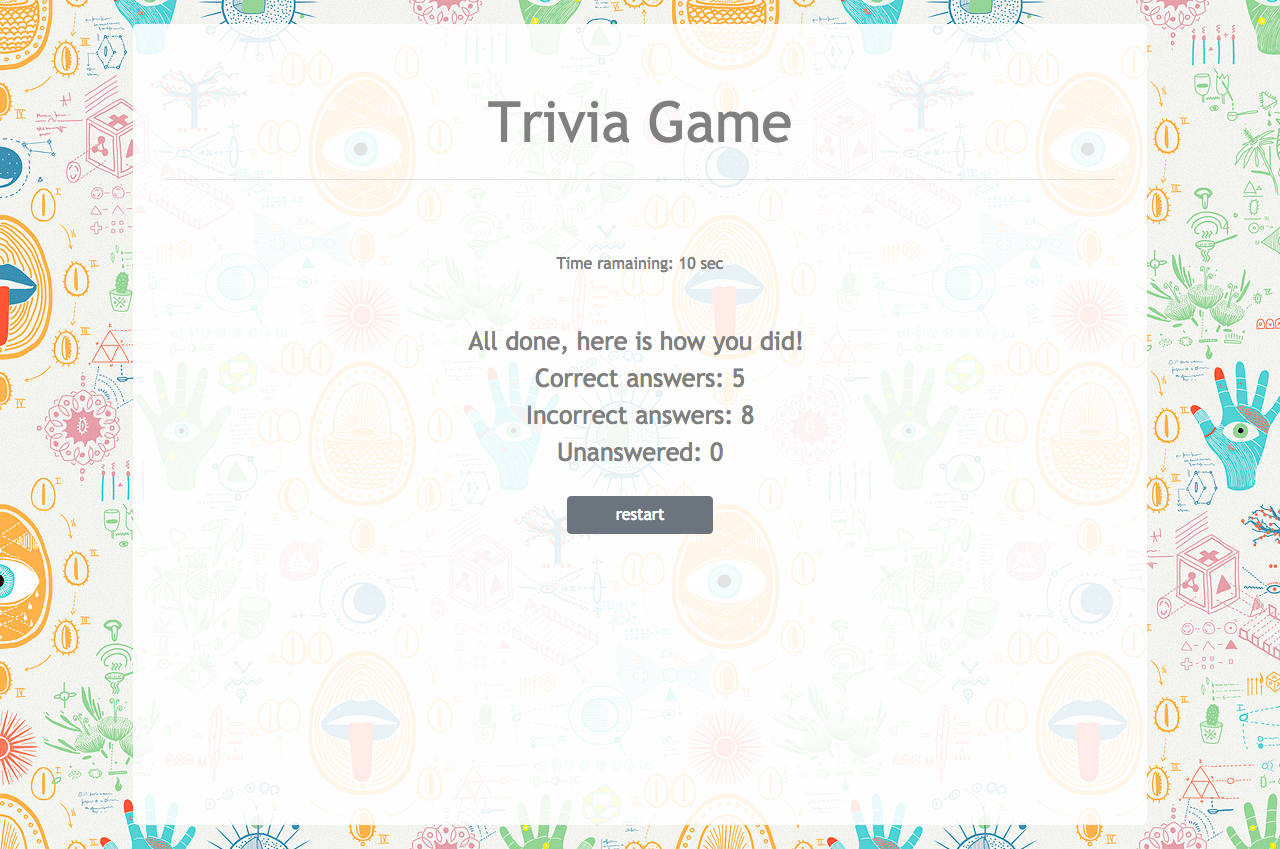 Trivia Game
Time ramaining: 10 sec
All done, here is how you did!
Correct answers: 5
Incorrect answers: 8
Unanswered: 0
restart